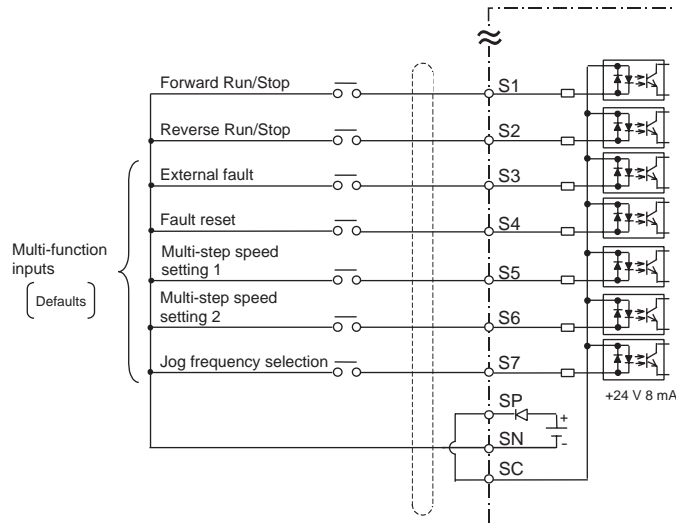 Forward Run/Stop
S1
Reverse Run/Stop
S2
External fault
S3
Fault reset
S4
Multi-function
inputs
Defaults
Multi-step speed
setting 1
S5
Multi-step speed
setting 2
S6
Jog frequency selection
S7
+24 V 8 mA
SP
+
SN
-
SC